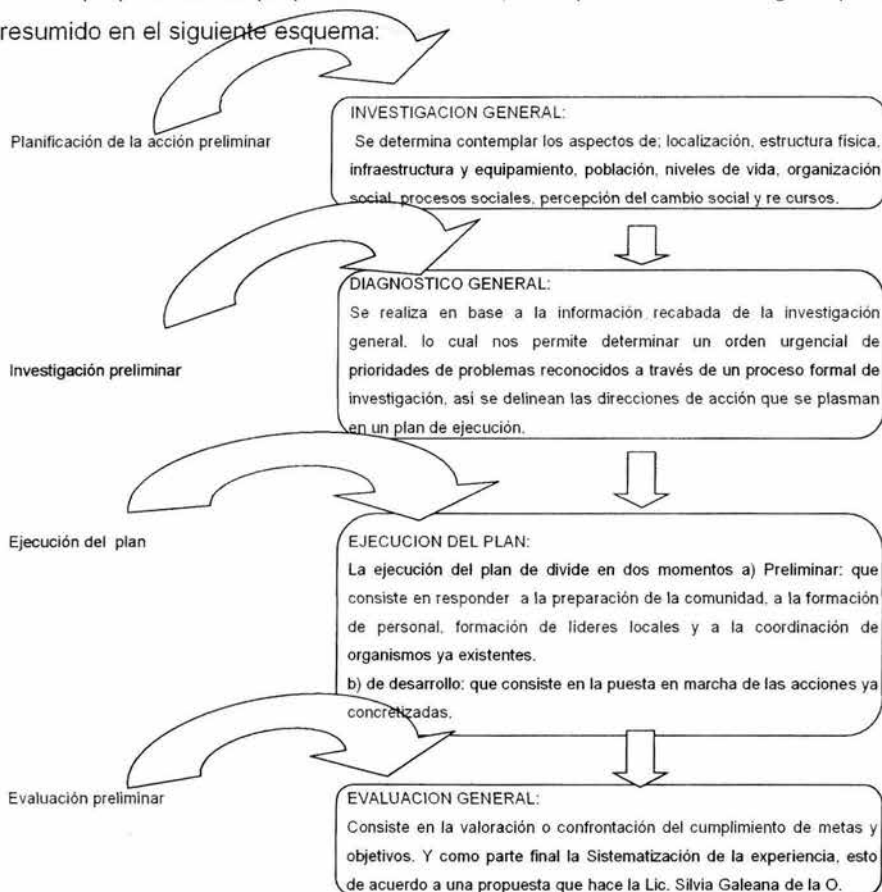 resumido en el siguiente esquema:
Planificación de la acción preliminar
INVESTIGACION GENERAL:
Se determina contemplar los aspectos de; localización, estructura física,
infraestructura y equipamiento, población, niveles de vida, organización
social, procesos sociales, percepción del cambio social y re cursos.
Investigación preliminar
DIAGNOSTICO GENERAL:
Se realiza en base a la información recabada de la investigación
general, lo cual nos permite determinar un orden urgencial de
prioridades de problemas reconocidos a través de un proceso formal de
investigación, así se delinean las direcciones de acción que se plasman
en un plan de ejecución.
Ejecución del plan
EJECUCION DEL PLAN:
La ejecución del plan de divide en dos momentos a) Preliminar: que
consiste en responder a la preparación de la comunidad, a la formación
de personal, formación de líderes locales y a la coordinación de
organismos ya existentes.
b) de desarrollo: que consiste en la puesta en marcha de las acciones ya
concretizadas.
Evaluación preliminar
EVALUACION GENERAL:
Consiste en la valoración o confrontación del cumplimiento de metas y
objetivos. Y como parte final la Sistematización de la experiencia, esto
de acuerdo a una propuesta que hace la Lic. Silvia Galeana de la O.